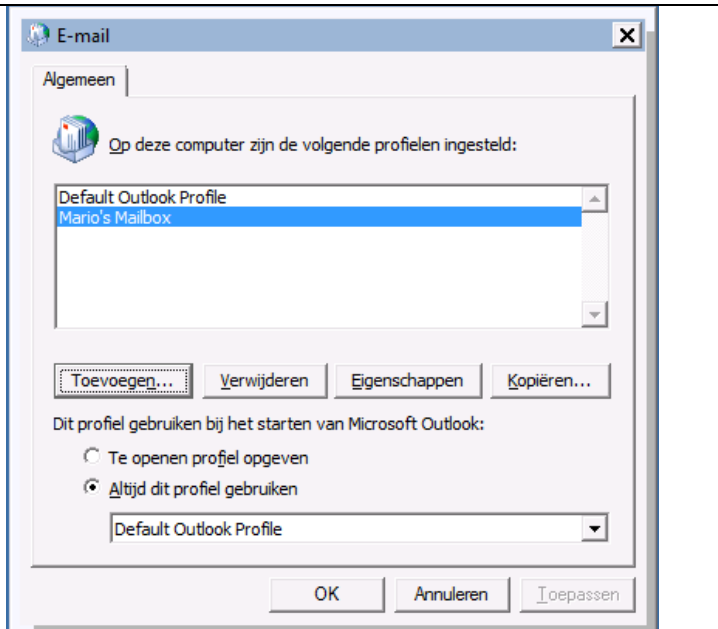 E-mail
Algemeen
Op deze computer zijn de volgende profielen ingesteld:
Default Outlook Profile
Mario's Mailbox
Toevoegen... Verwijderen Eigenschappen Kopiëren...
Dit profiel gebruiken bij het starten van Microsoft Outlook:
Te openen profiel opgeven
Altijd dit profiel gebruiken
Default Outlook Profile
OK Annuleren Toepassen